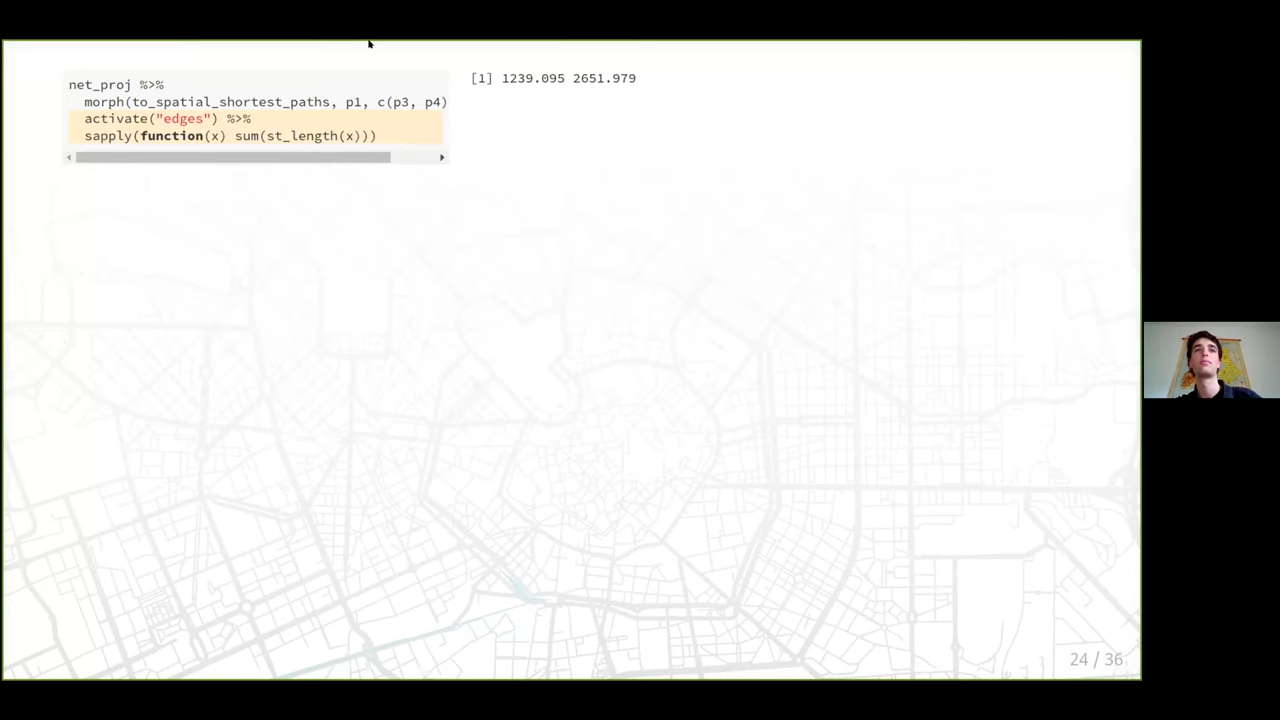 net_proj %>%
morph(to_spatial_shortest_paths, p1, c(p3, p4)
activate("edges") %>%
sapply(function(x) sum(st_length(x)))
[1] 1239.095 2651.979
24 / 36